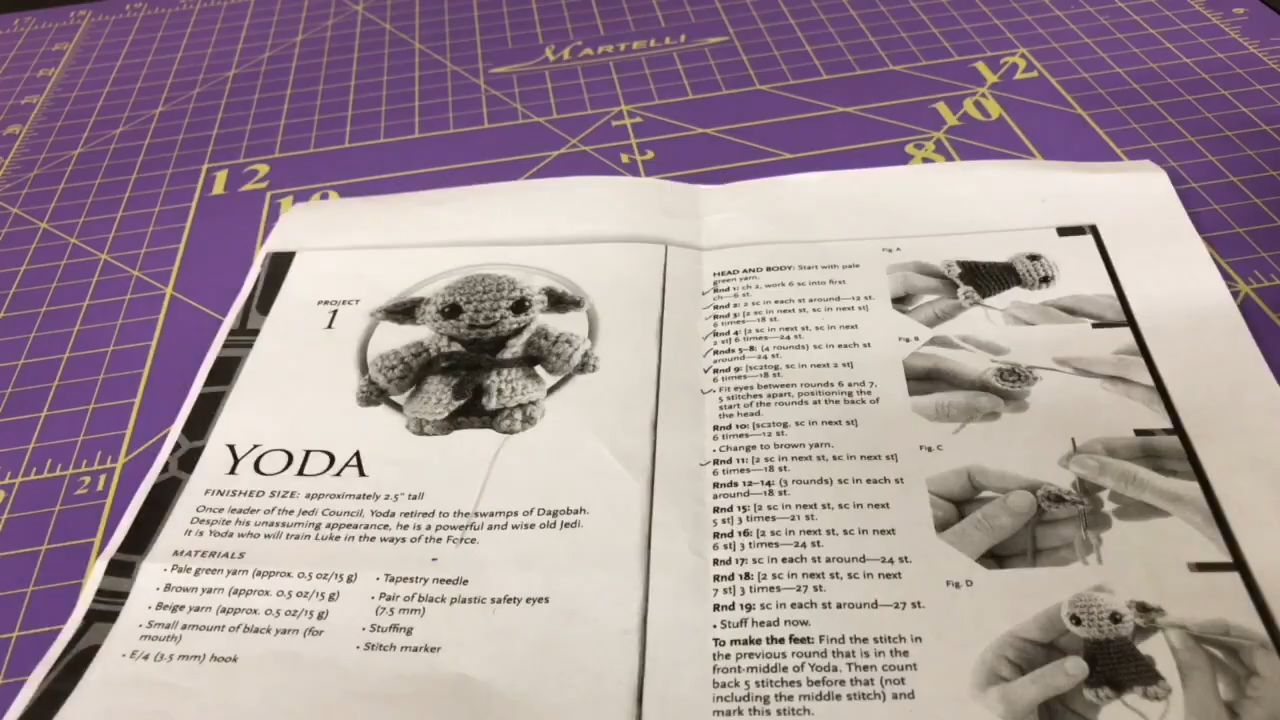 MARTELLI
12
10
8
1
2
12
10
21
6
PROJECT
1
YODA
FINISHED SIZE: approximately 2.5" tall
Once leader of the Jedi Council, Yoda retired to the swamps of Dagobah.
Despite his unassuming appearance, he is a powerful and wise old Jedi.
It is Yoda who will train Luke in the ways of the Force.
MATERIALS
• Pale green yarn (approx. 0.5 oz/15 g)
• Brown yarn (approx. 0.5 oz/15 g)
• Beige yarn (approx. 0.5 oz/15 g)
• Small amount of black yarn (for
mouth)
• E/4 (3.5 mm) hook
• Tapestry needle
• Pair of black plastic safety eyes
(7.5 mm)
• Stuffing
• Stitch marker
HEAD AND BODY: Start with pale
green yarn.
Rnd 1: ch 2, work 6 sc into first
ch—6 st.
Rnd 2: 2 sc in each st around—12 st.
Rnd 3: [2 sc in next st, sc in next st]
6 times—18 st.
Rnd 4: [2 sc in next st, sc in next
2 st] 6 times—24 st.
Rnds 5–8: (4 rounds) sc in each st
around—24 st.
Rnd 9: [sc2tog, sc in next 2 st]
6 times—18 st.
• Fit eyes between rounds 6 and 7,
5 stitches apart, positioning the
start of the rounds at the back of
the head.
Rnd 10: [sc2tog, sc in next st]
6 times—12 st.
• Change to brown yarn.
Rnd 11: [2 sc in next st, sc in next st]
6 times—18 st.
Rnds 12–14: (3 rounds) sc in each st
around—18 st.
Rnd 15: [2 sc in next st, sc in next
5 st] 3 times—21 st.
Rnd 16: [2 sc in next st, sc in next
6 st] 3 times—24 st.
Rnd 17: sc in each st around—24 st.
Rnd 18: [2 sc in next st, sc in next
7 st] 3 times—27 st.
Rnd 19: sc in each st around—27 st.
• Stuff head now.
To make the feet: Find the stitch in
the previous round that is in the
front-middle of Yoda. Then count
back 5 stitches before that (not
including the middle stitch) and
mark this stitch.
Fig. A
Fig. B
Fig. C
Fig. D